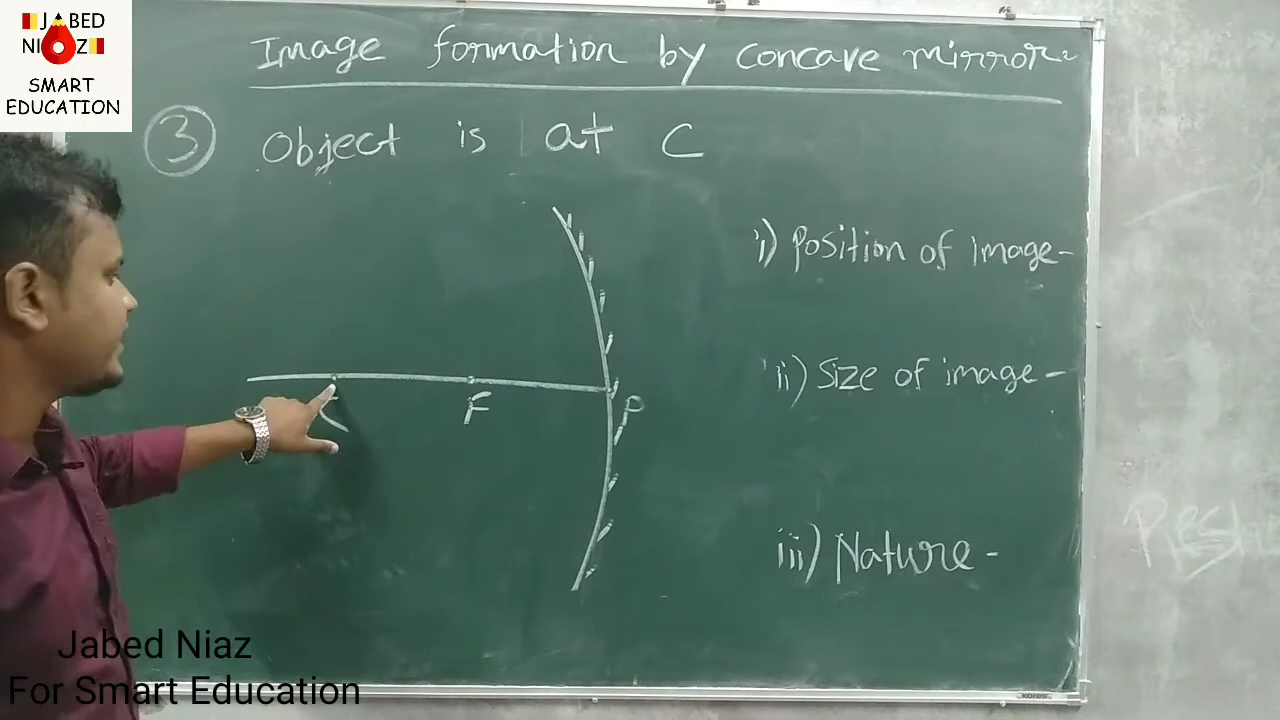 JABED
NIAZ
SMART
EDUCATION
Image formation by concave mirror:
③ Object is at C
i) Position of image-
ii) Size of image-
C
F
P
iii) Nature-
Jabed Niaz
For Smart Education